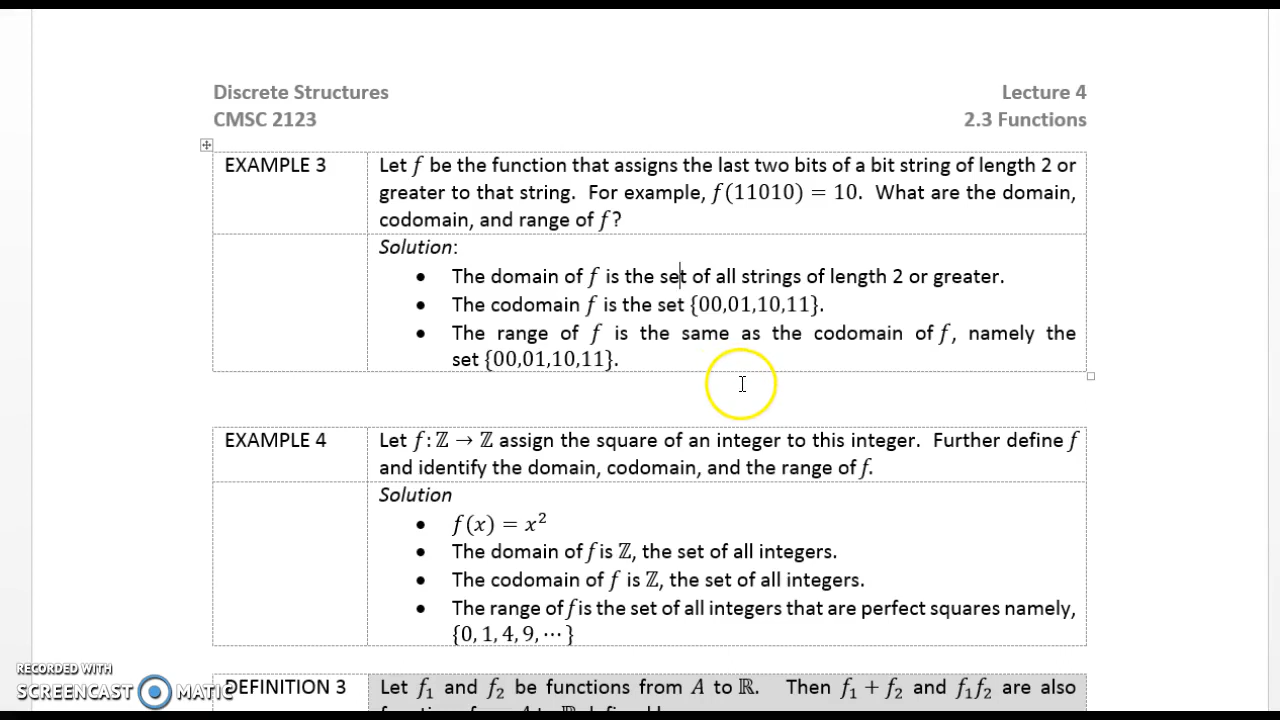 Discrete Structures Lecture 4
CMSC 2123 2.3 Functions
EXAMPLE 3 Let f be the function that assigns the last two bits of a bit string of length 2 or
greater to that string. For example, f(11010) = 10. What are the domain,
codomain, and range of f?
Solution:
• The domain of f is the set of all strings of length 2 or greater.
• The codomain f is the set {00,01,10,11}.
• The range of f is the same as the codomain of f, namely the
set {00,01,10,11}.
EXAMPLE 4 Let f: ℤ → ℤ assign the square of an integer to this integer. Further define f
and identify the domain, codomain, and the range of f.
Solution
• f(x) = x²
• The domain of f is ℤ, the set of all integers.
• The codomain of f is ℤ, the set of all integers.
• The range of f is the set of all integers that are perfect squares namely,
{0, 1, 4, 9, ⋯ }
DEFINITION 3 Let f₁ and f₂ be functions from A to ℝ. Then f₁ + f₂ and f₁f₂ are also
RECORDED WITH
SCREENCAST MATIC